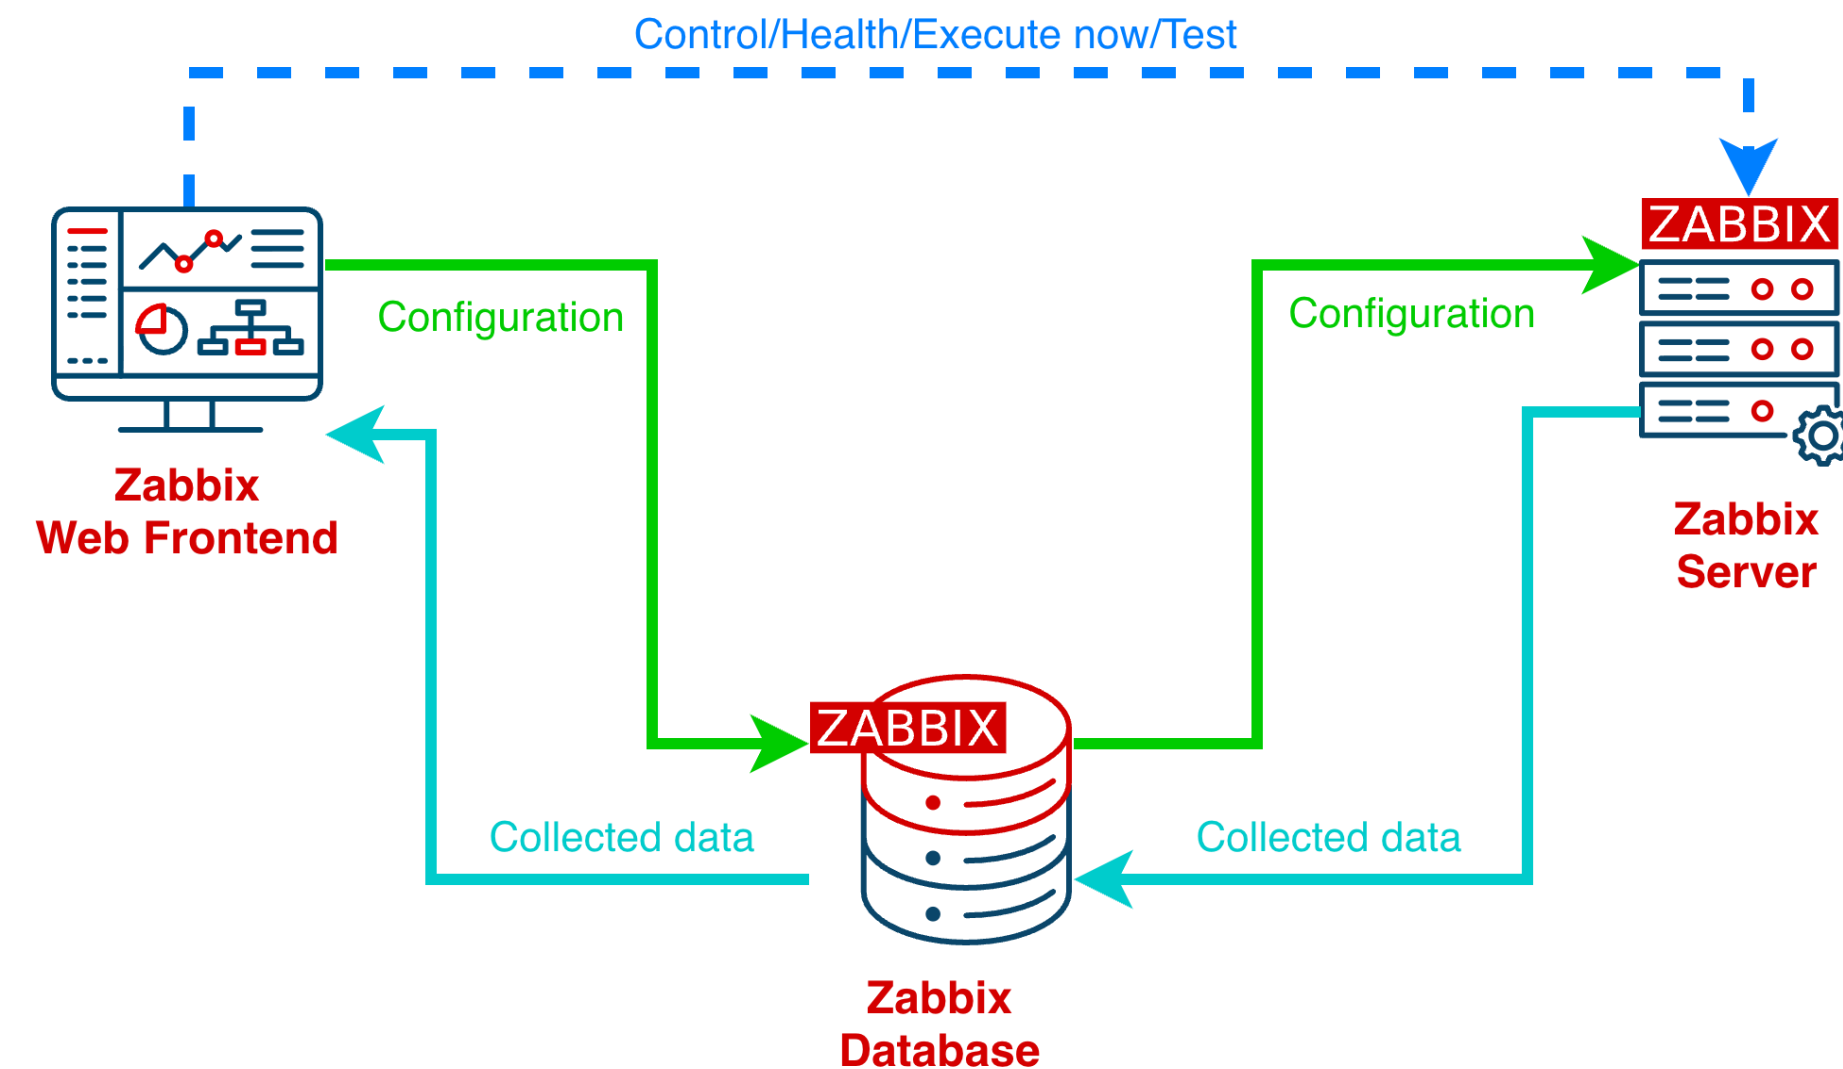 Control/Health/Execute now/Test
ZABBIX
Configuration
Configuration
Zabbix
Web Frontend
Zabbix
Server
ZABBIX
Collected data
Collected data
Zabbix
Database